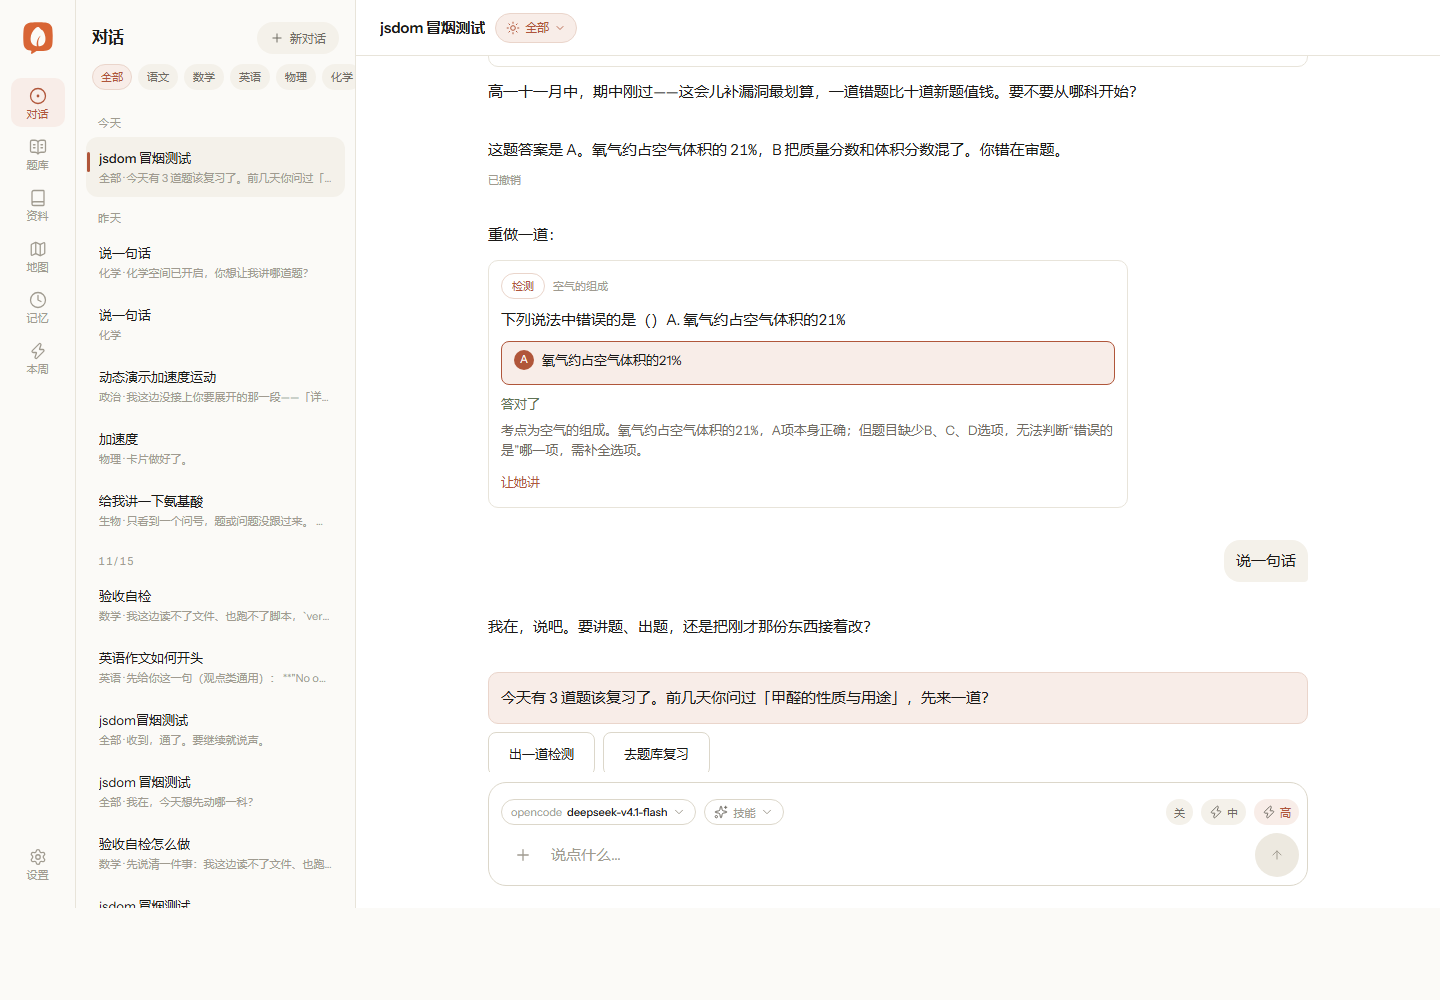 对话
题库
资料
地图
记忆
本周
设置
对话
新对话
全部
语文
数学
英语
物理
化学
今天
jsdom 冒烟测试
全部·今天有 3 道题该复习了。前几天你问过「...
昨天
说一句话
化学·化学空间已开启，你想让我讲哪道题？
说一句话
化学
动态演示加速度运动
政治·我这边没接上你要展开的那一段——「详...
加速度
物理·卡片做好了。
给我讲一下氨基酸
生物·只看到一个问号，题或问题没跟过来。 ...
11/15
验收自检
数学·我这边读不了文件、也跑不了脚本，`ver...
英语作文如何开头
英语·先给你这一句（观点类通用）： **"No o...
jsdom冒烟测试
全部·收到，通了。要继续就说声。
jsdom 冒烟测试
全部·我在，今天想先动哪一科？
验收自检怎么做
数学·先说清一件事：我这边读不了文件、也跑...
jsdom 冒烟测试
jsdom 冒烟测试
全部
高一十一月中，期中刚过——这会儿补漏洞最划算，一道错题比十道新题值钱。要不要从哪科开始？
这题答案是 A。氧气约占空气体积的 21%，B 把质量分数和体积分数混了。你错在审题。
已撤销
重做一道：
检测
空气的组成
下列说法中错误的是（）A. 氧气约占空气体积的21%
A 氧气约占空气体积的21%
答对了
考点为空气的组成。氧气约占空气体积的21%，A项本身正确；但题目缺少B、C、D选项，无法判断“错误的
是”哪一项，需补全选项。
让她讲
说一句话
我在，说吧。要讲题、出题，还是把刚才那份东西接着改？
今天有 3 道题该复习了。前几天你问过「甲醛的性质与用途」，先来一道？
出一道检测
去题库复习
opencode deepseek-v4.1-flash
技能
关
中
高
说点什么...